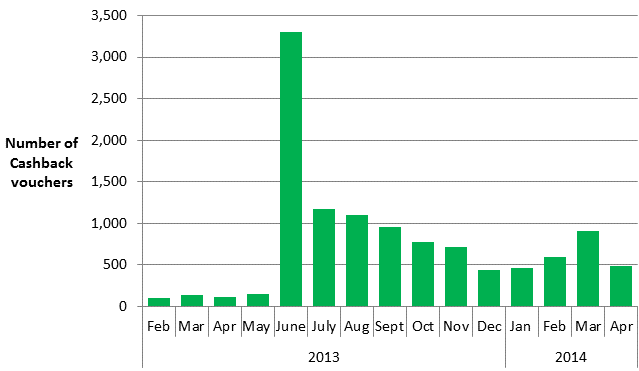 3,500
3,000
2,500
2,000
1,500
1,000
500
0
Number of
Cashback
vouchers
Feb Mar Apr May June July Aug Sept Oct Nov Dec Jan Feb Mar Apr
2013 2014